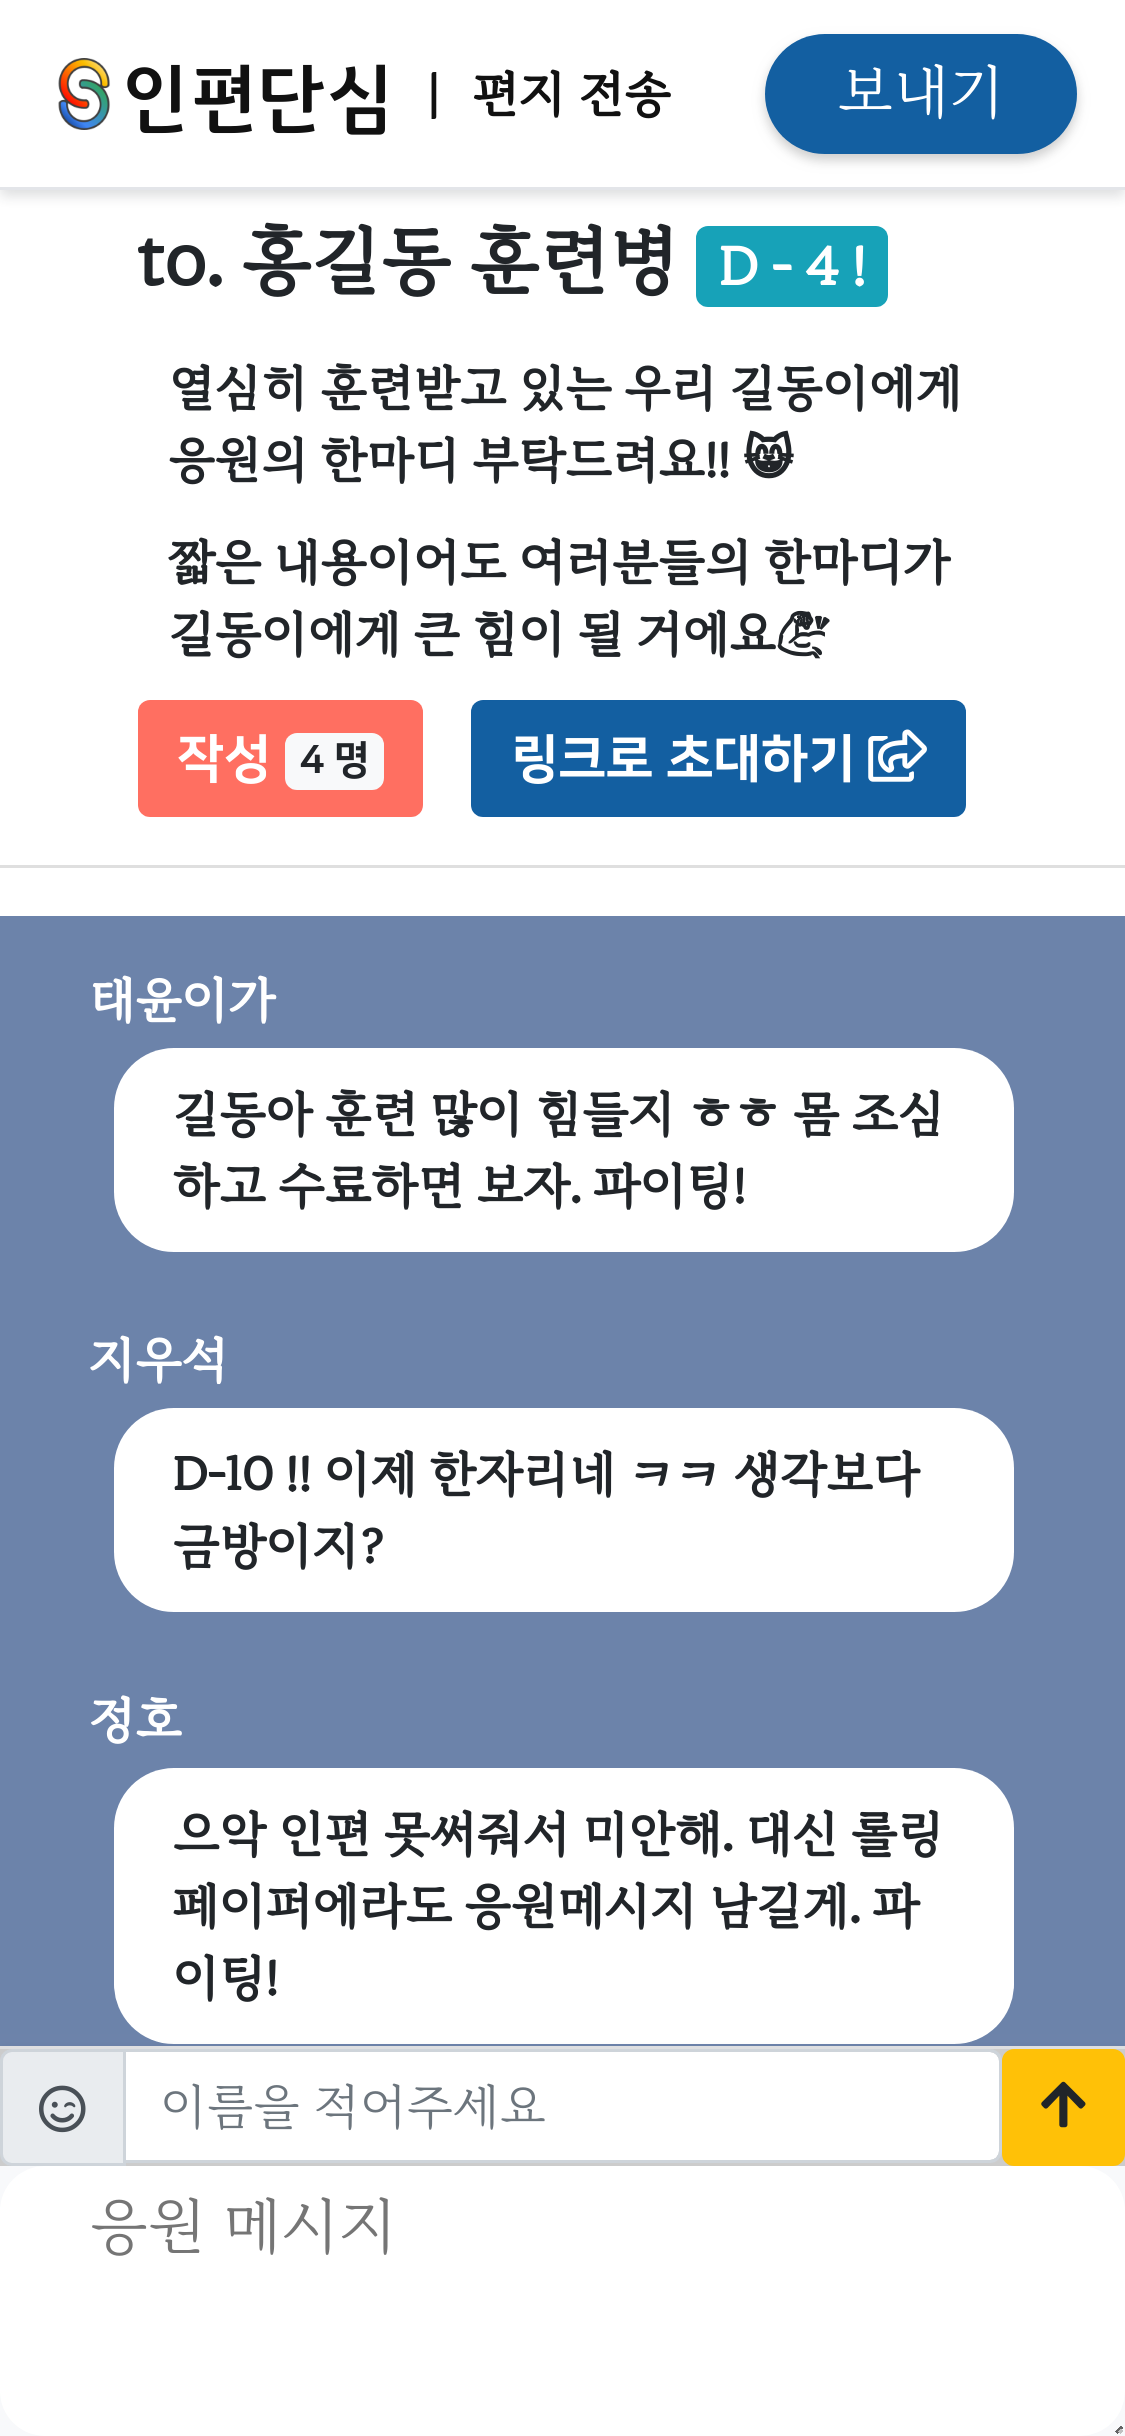 인편단심 | 편지 전송
보내기
to. 홍길동 훈련병 D - 4 !
열심히 훈련받고 있는 우리 길동이에게
응원의 한마디 부탁드려요!! 😸
짧은 내용이어도 여러분들의 한마디가
길동이에게 큰 힘이 될 거에요💪
작성 4 명
링크로 초대하기
태윤이가
길동아 훈련 많이 힘들지 ㅎㅎ 몸 조심
하고 수료하면 보자. 파이팅!
지우석
D-10 !! 이제 한자리네 ㅋㅋ 생각보다
금방이지?
정호
으악 인편 못써줘서 미안해. 대신 롤링
페이퍼에라도 응원메시지 남길게. 파
이팅!
이름을 적어주세요
응원 메시지